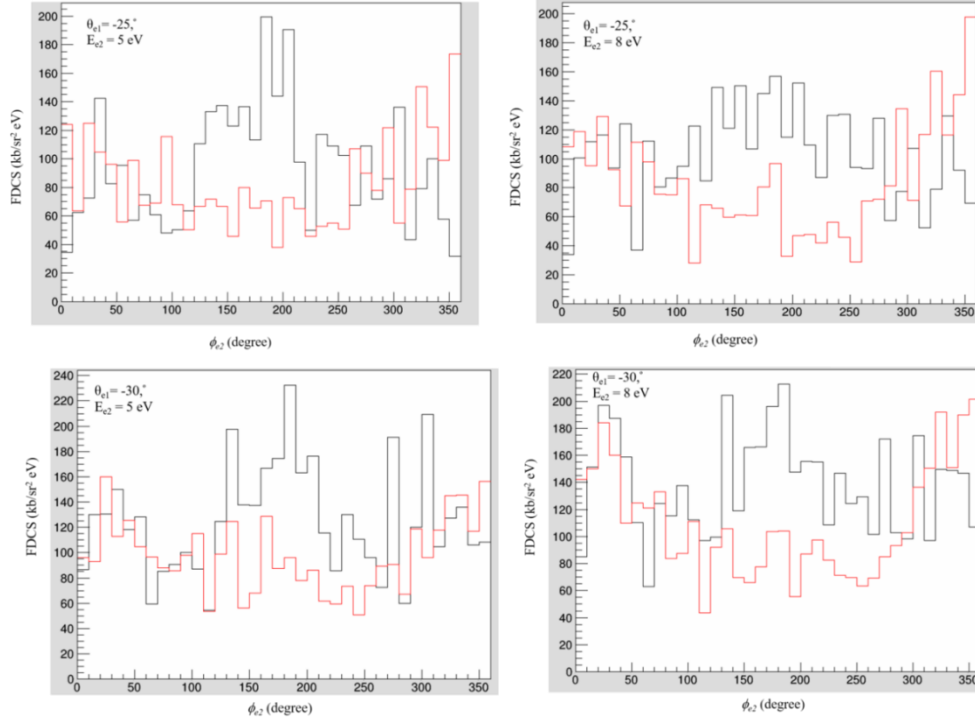 θe1= -25,°
Ee2 = 5 eV
FDCS (kb/sr² eV)
200
180
160
140
120
100
80
60
40
20
0
0 50 100 150 200 250 300 350
ϕe2 (degree)
θe1= -25,°
Ee2 = 8 eV
FDCS (kb/sr² eV)
200
180
160
140
120
100
80
60
40
20
0
0 50 100 150 200 250 300 350
ϕe2 (degree)
θe1= -30,°
Ee2 = 5 eV
FDCS (kb/sr² eV)
240
220
200
180
160
140
120
100
80
60
40
20
0
0 50 100 150 200 250 300 350
ϕe2 (degree)
θe1= -30,°
Ee2 = 8 eV
FDCS (kb/sr² eV)
220
200
180
160
140
120
100
80
60
40
20
0
0 50 100 150 200 250 300 350
ϕe2 (degree)